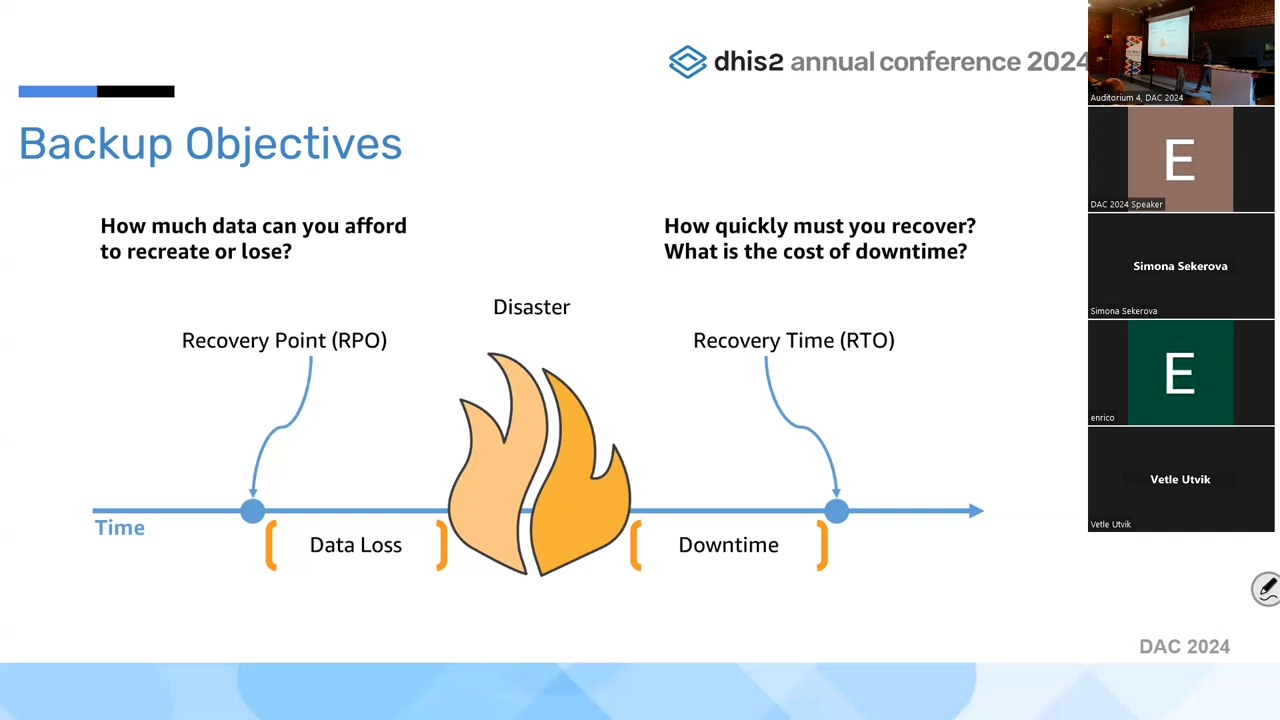 dhis2 annual conference 2024
Backup Objectives
How much data can you afford
to recreate or lose?
How quickly must you recover?
What is the cost of downtime?
Disaster
Recovery Point (RPO)
Recovery Time (RTO)
Time
Data Loss
Downtime
DAC 2024
Auditorium 4, DAC 2024
E
DAC 2024 Speaker
Simona Sekerova
Simona Sekerova
E
enrico
Vetle Utvik
Vetle Utvik